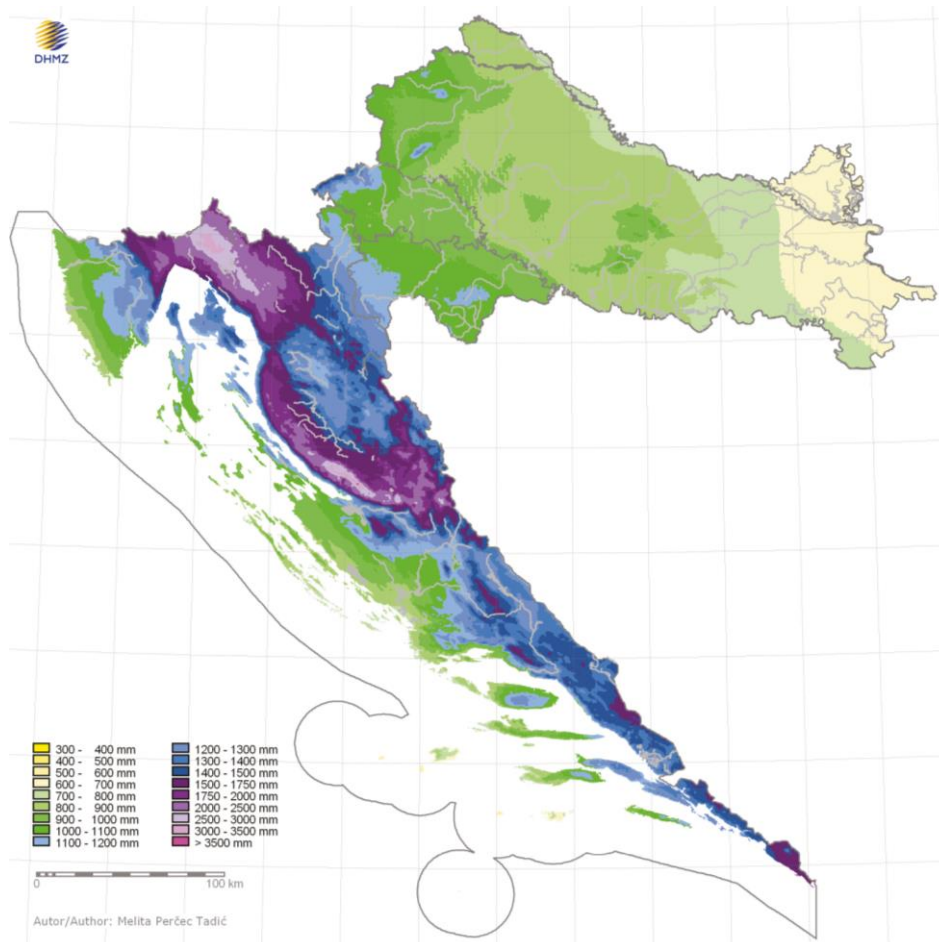 DHMZ
300 - 400 mm
400 - 500 mm
500 - 600 mm
600 - 700 mm
700 - 800 mm
800 - 900 mm
900 - 1000 mm
1000 - 1100 mm
1100 - 1200 mm
1200 - 1300 mm
1300 - 1400 mm
1400 - 1500 mm
1500 - 1750 mm
1750 - 2000 mm
2000 - 2500 mm
2500 - 3000 mm
3000 - 3500 mm
> 3500 mm
0 100 km
Autor/Author: Melita Perčec Tadić